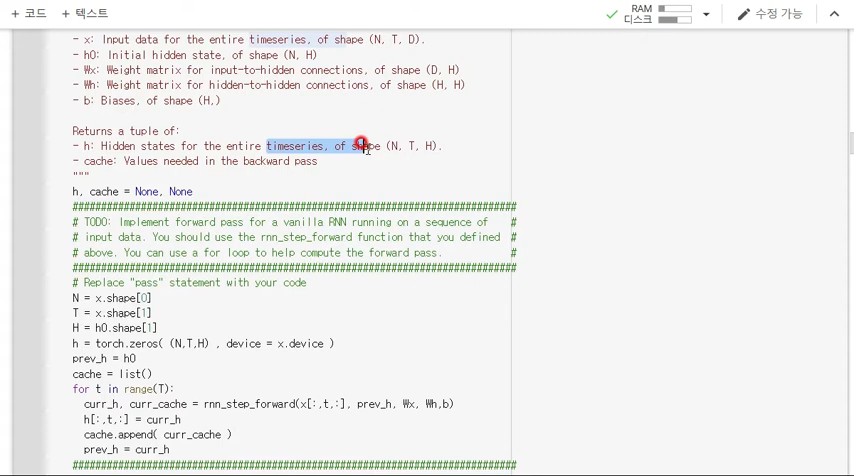 + 코드 + 텍스트 RAM 디스크 수정 가능
- x: Input data for the entire timeseries, of shape (N, T, D).
- h0: Initial hidden state, of shape (N, H)
- Wx: Weight matrix for input-to-hidden connections, of shape (D, H)
- Wh: Weight matrix for hidden-to-hidden connections, of shape (H, H)
- b: Biases, of shape (H,)
Returns a tuple of:
- h: Hidden states for the entire timeseries, of shape (N, T, H).
- cache: Values needed in the backward pass
"""
h, cache = None, None
##############################################################################
# TODO: Implement forward pass for a vanilla RNN running on a sequence of #
# input data. You should use the rnn_step_forward function that you defined #
# above. You can use a for loop to help compute the forward pass. #
##############################################################################
# Replace "pass" statement with your code
N = x.shape[0]
T = x.shape[1]
H = h0.shape[1]
h = torch.zeros( (N,T,H) , device = x.device )
prev_h = h0
cache = list()
for t in range(T):
curr_h, curr_cache = rnn_step_forward(x[:,t,:], prev_h, Wx, Wh,b)
h[:,t,:] = curr_h
cache.append( curr_cache )
prev_h = curr_h
##############################################################################